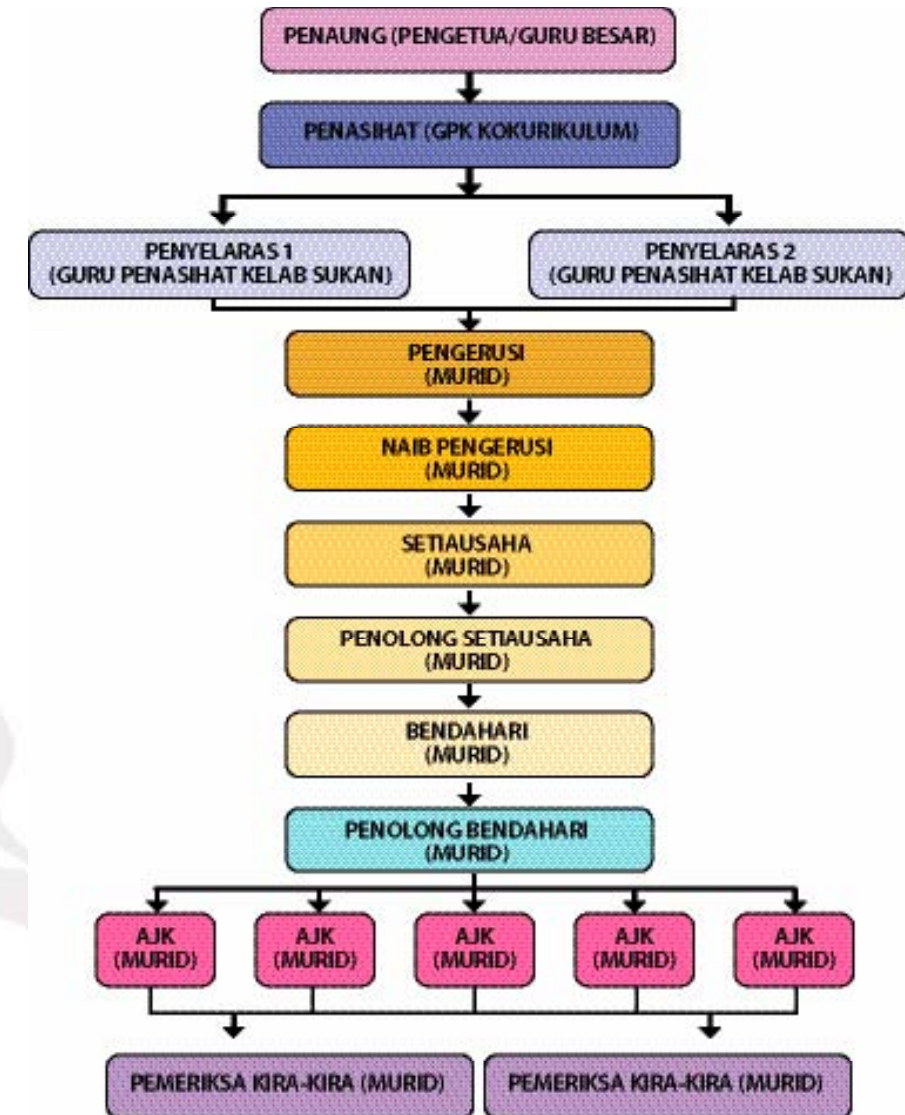 PENAUNG (PENGETUA/GURU BESAR)
PENASIHAT (GPK KOKURIKULUM)
PENYELARAS 1
(GURU PENASIHAT KELAB SUKAN)
PENYELARAS 2
(GURU PENASIHAT KELAB SUKAN)
PENGERUSI
(MURID)
NAIB PENGERUSI
(MURID)
SETIAUSAHA
(MURID)
PENOLONG SETIAUSAHA
(MURID)
BENDAHARI
(MURID)
PENOLONG BENDAHARI
(MURID)
AJK
(MURID)
AJK
(MURID)
AJK
(MURID)
AJK
(MURID)
AJK
(MURID)
PEMERIKSA KIRA-KIRA (MURID)
PEMERIKSA KIRA-KIRA (MURID)